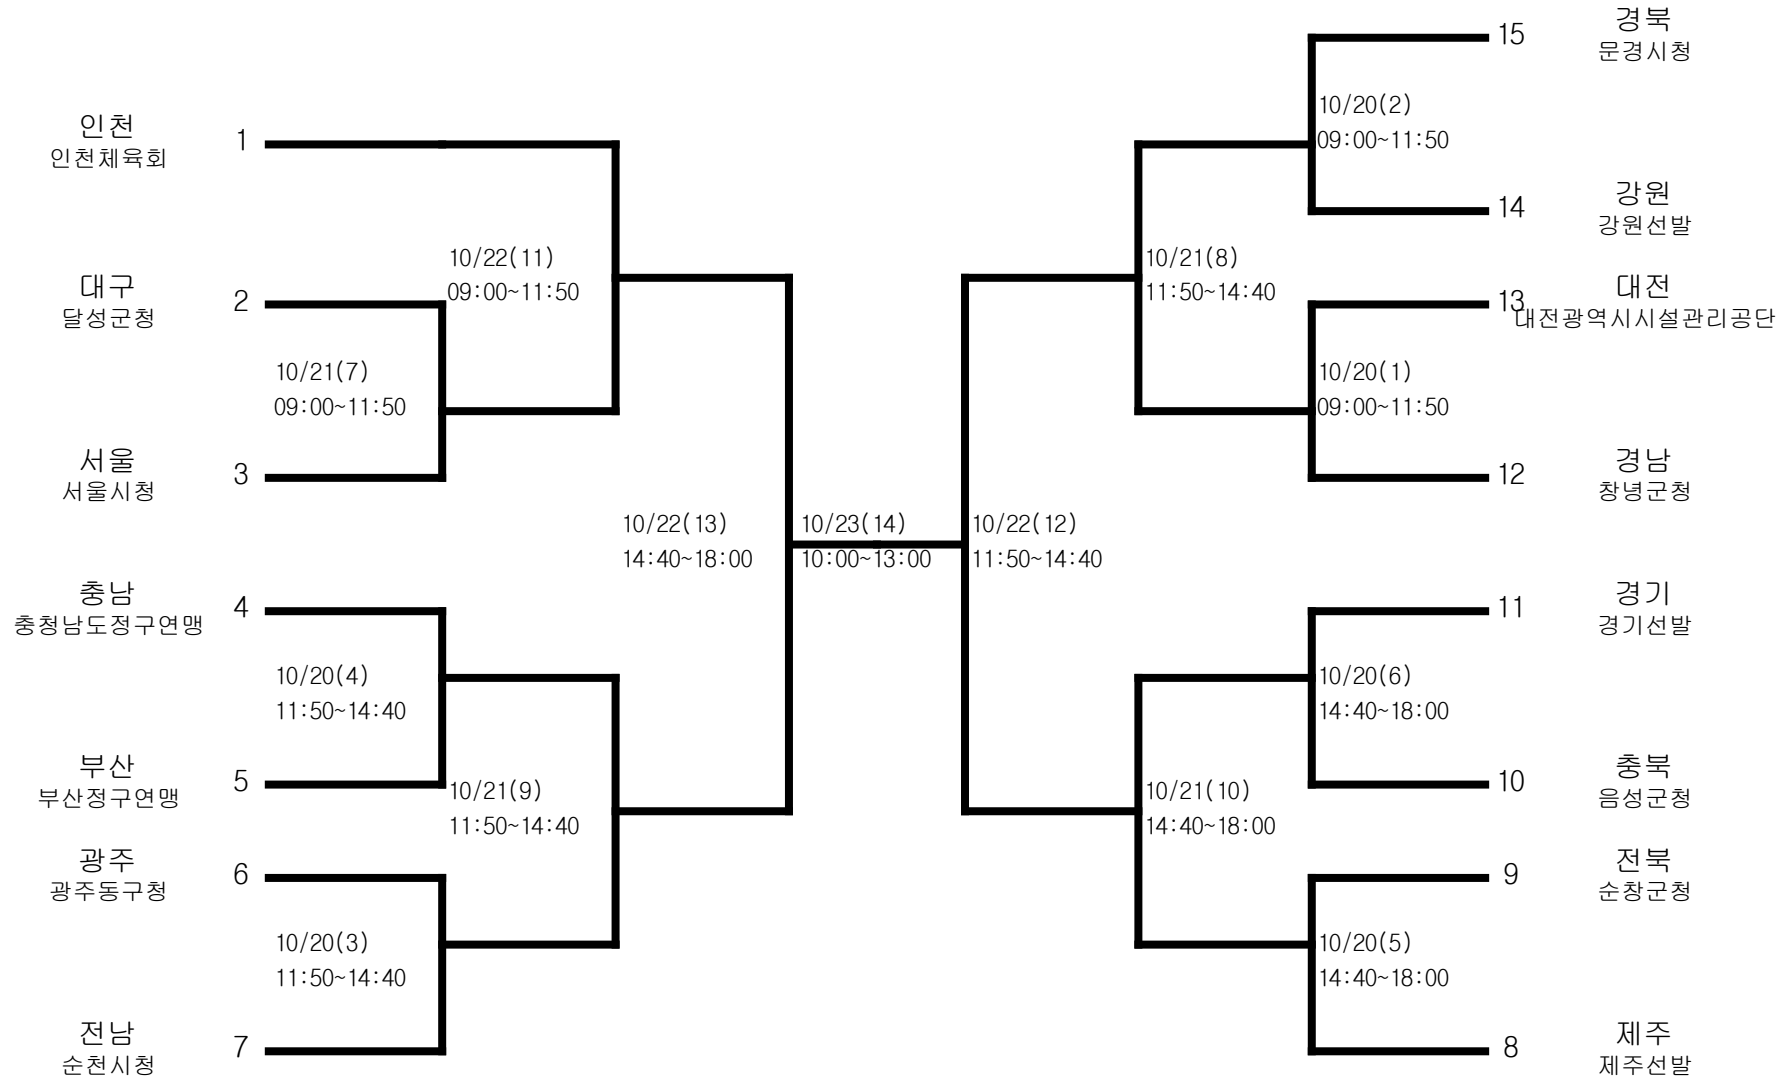 경북
15
문경시청
10/20(2)
09:00~11:50
인천
1
인천체육회
강원
14
강원선발
10/22(11)
09:00~11:50
10/21(8)
11:50~14:40
대구
2
달성군청
대전
13
대전광역시시설관리공단
10/21(7)
09:00~11:50
10/20(1)
09:00~11:50
서울
3
서울시청
경남
12
창녕군청
10/22(13)
14:40~18:00
10/23(14)
10:00~13:00
10/22(12)
11:50~14:40
충남
4
충청남도정구연맹
경기
11
경기선발
10/20(4)
11:50~14:40
10/20(6)
14:40~18:00
부산
5
부산정구연맹
10/21(9)
11:50~14:40
10/21(10)
14:40~18:00
충북
10
음성군청
광주
6
광주동구청
전북
9
순창군청
10/20(3)
11:50~14:40
10/20(5)
14:40~18:00
전남
7
순천시청
제주
8
제주선발